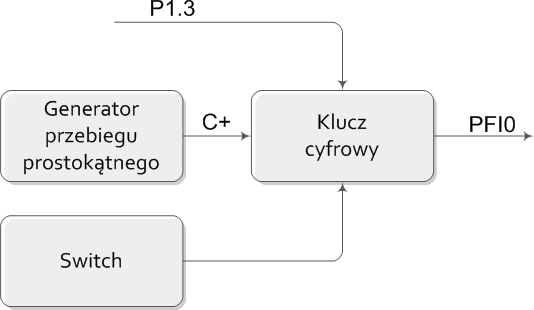 P1.3
Generator
przebiegu
prostokątnego
C+
Klucz
cyfrowy
PFI0
Switch